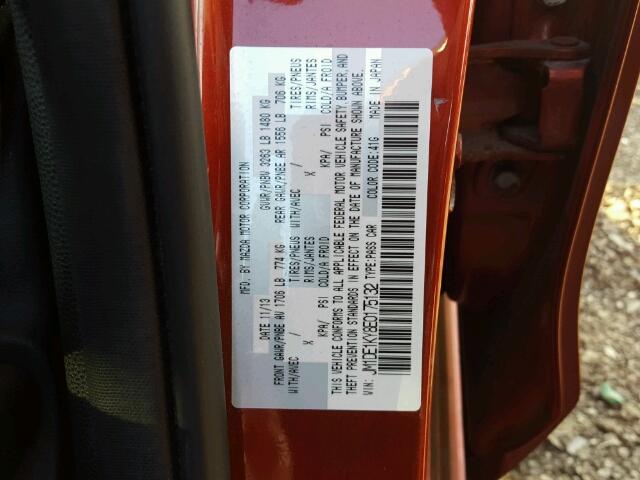 MFG. BY MAZDA MOTOR CORPORATION
DATE 11/13 GVWR/PNBV 3263 LB 1480 KG
FRONT GAWR/PNBE AV 1706 LB 774 KG REAR GAWR/PNBE AR 1566 LB 706 KG
WITH/AVEC / TIRES/PNEUS WITH/AVEC / TIRES/PNEUS
X RIMS/JANTES X RIMS/JANTES
KPA/ PSI COLD/A FROID KPA/ PSI COLD/A FROID
THIS VEHICLE CONFORMS TO ALL APPLICABLE FEDERAL MOTOR VEHICLE SAFETY, BUMPER, AND
THEFT PREVENTION STANDARDS IN EFFECT ON THE DATE OF MANUFACTURE SHOWN ABOVE.
COLOR CODE:41G MADE IN JAPAN
VIN: JM1DE1KY8E0175132 TYPE:PASS CAR